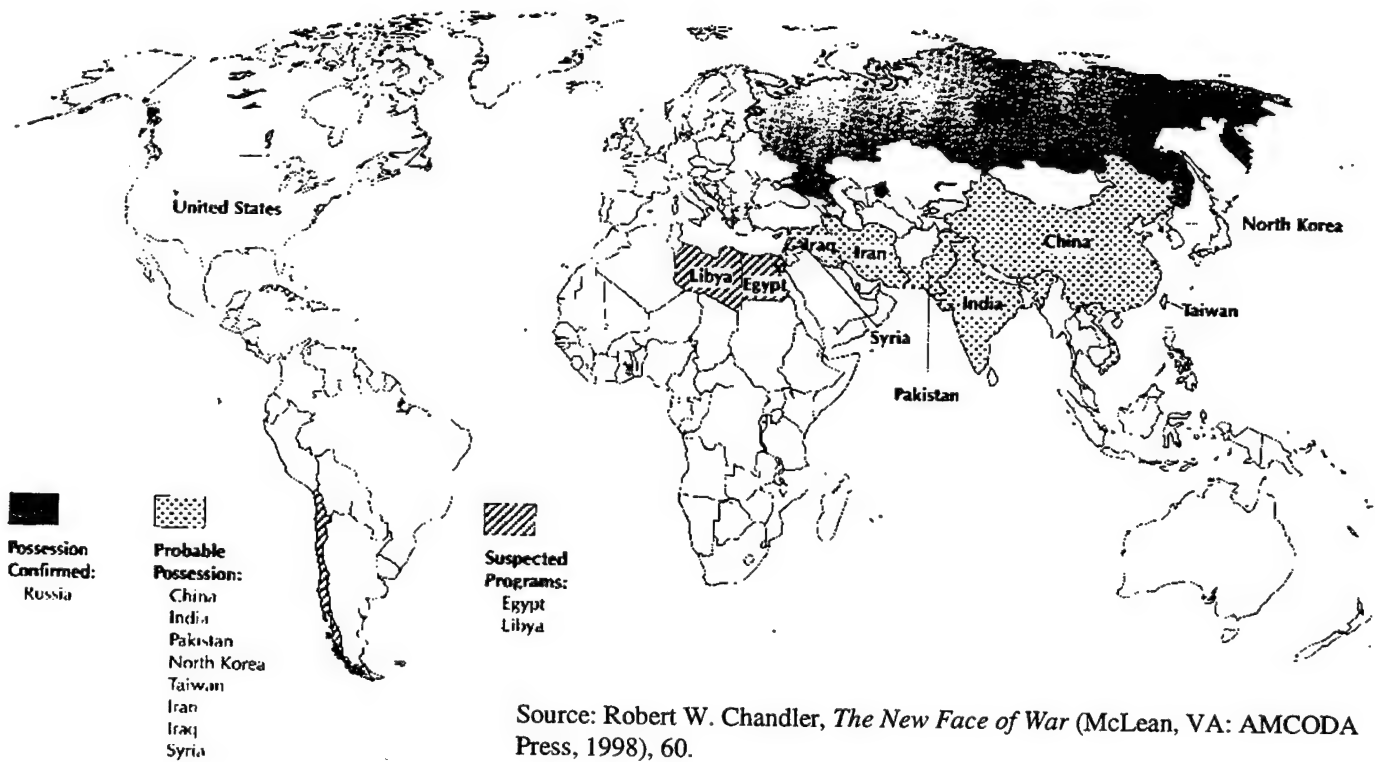 United States
North Korea
China
Iraq
Iran
Libya
Egypt
India
Taiwan
Syria
Pakistan
Possession
Confirmed:
Russia
Probable
Possession:
China
India
Pakistan
North Korea
Taiwan
Iran
Iraq
Syria
Suspected
Programs:
Egypt
Libya
Source: Robert W. Chandler, The New Face of War (McLean, VA: AMCODA
Press, 1998), 60.